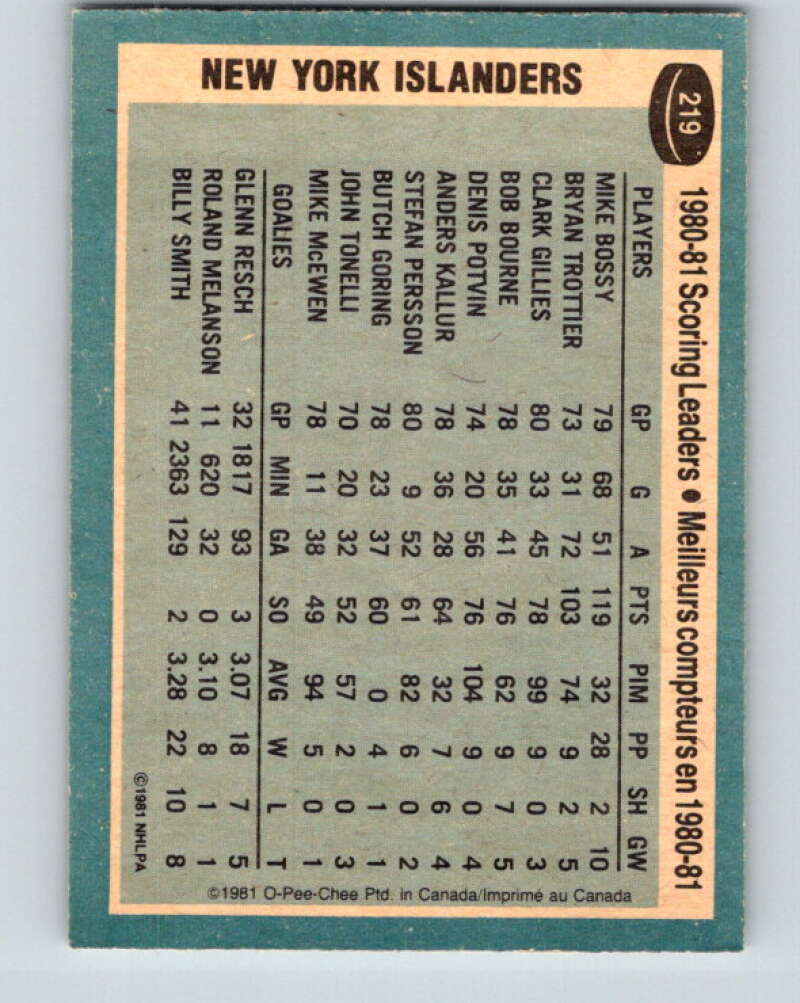 NEW YORK ISLANDERS
219
1980-81 Scoring Leaders • Meilleurs compteurs en 1980-81
PLAYERS GP G A PTS PIM PP SH GW
MIKE BOSSY 79 68 51 119 32 28 2 10
BRYAN TROTTIER 73 31 72 103 74 9 2 5
CLARK GILLIES 80 33 45 78 99 9 0 3
BOB BOURNE 78 35 41 76 62 9 7 5
DENIS POTVIN 74 20 56 76 104 9 0 4
ANDERS KALLUR 78 36 28 64 32 7 6 4
STEFAN PERSSON 80 9 52 61 82 6 0 2
BUTCH GORING 78 23 37 60 0 4 1 1
JOHN TONELLI 70 20 32 52 57 2 0 3
MIKE McEWEN 78 11 38 49 94 5 0 1
GOALIES GP MIN GA SO AVG W L T
GLENN RESCH 32 1817 93 3 3.07 18 7 5
ROLAND MELANSON 11 620 32 0 3.10 8 1 1
BILLY SMITH 41 2363 129 2 3.28 22 10 8
©1981 NHLPA
©1981 O-Pee-Chee Ptd. in Canada/Imprimé au Canada